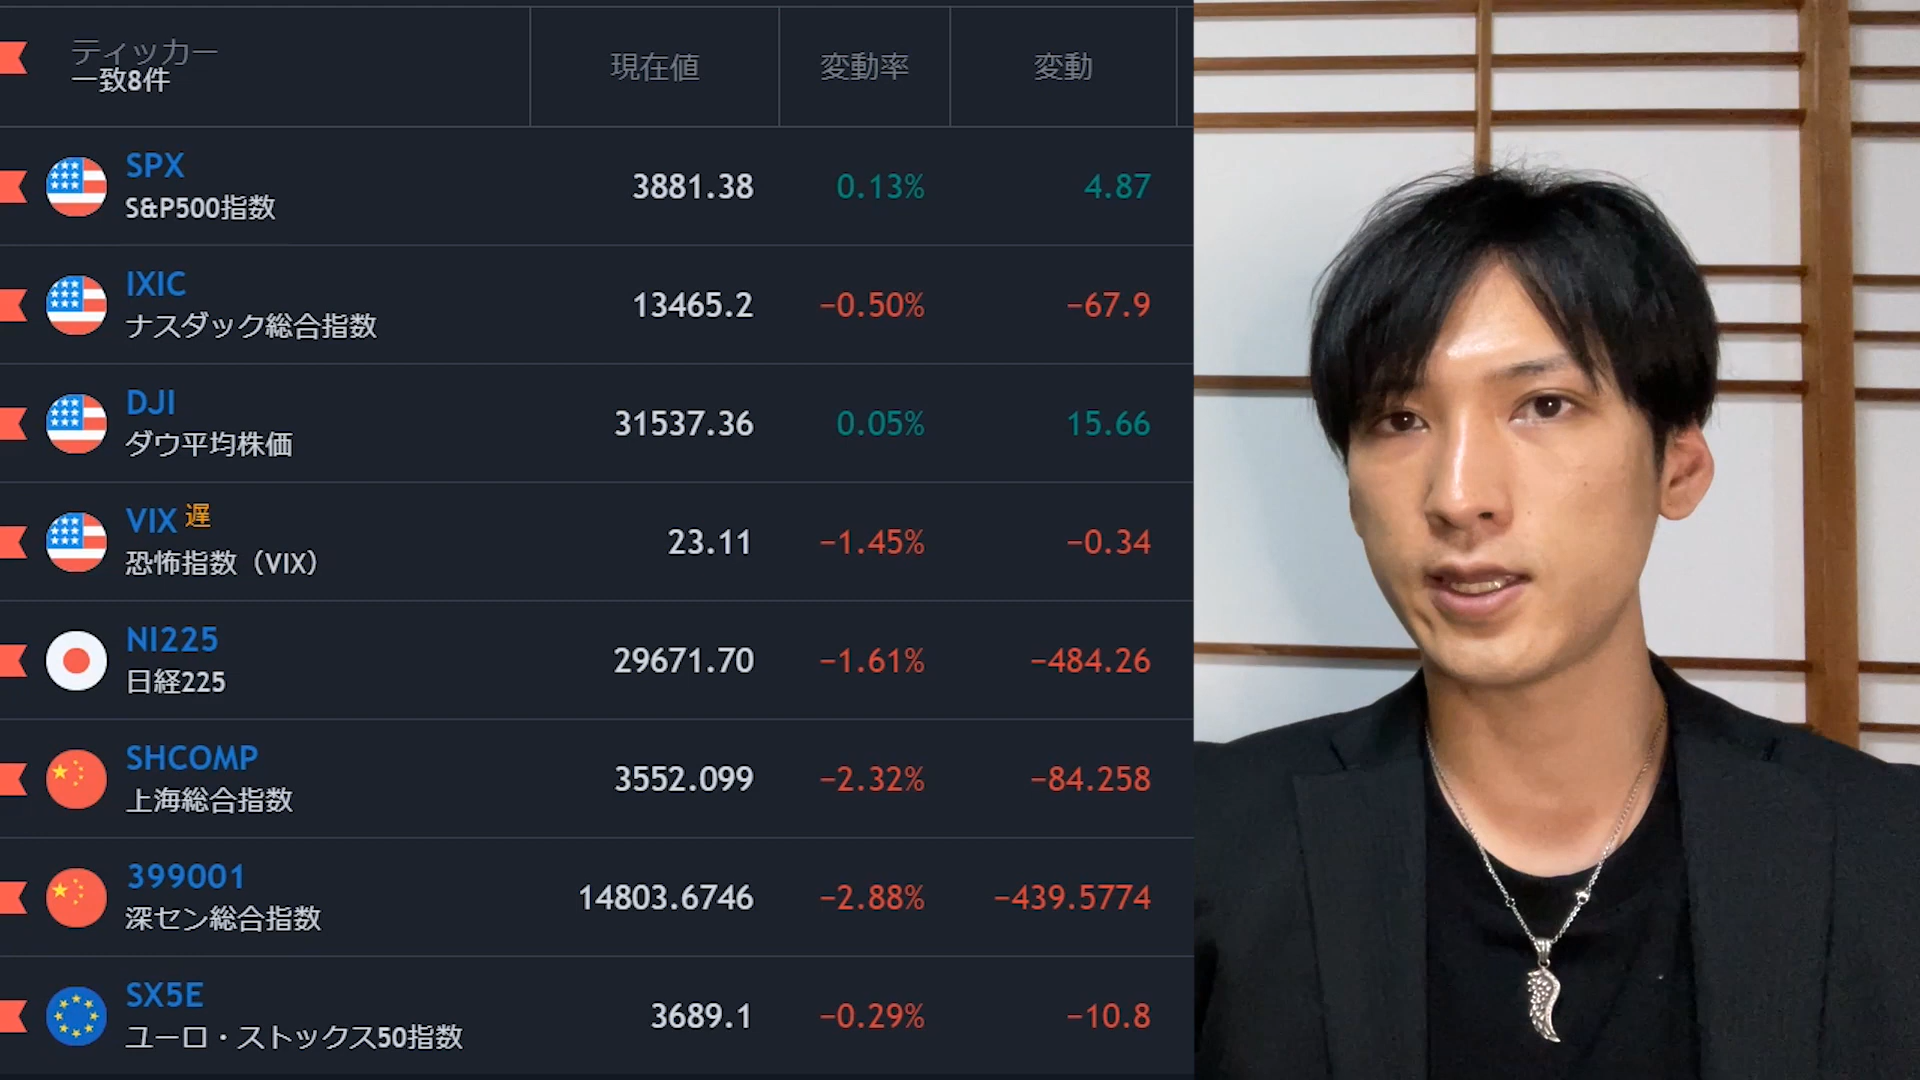 ティッカー
一致8件
現在値 変動率 変動
SPX
S&P500指数
3881.38 0.13% 4.87
IXIC
ナスダック総合指数
13465.2 −0.50% −67.9
DJI
ダウ平均株価
31537.36 0.05% 15.66
VIX 遅
恐怖指数（VIX）
23.11 −1.45% −0.34
NI225
日経225
29671.70 −1.61% −484.26
SHCOMP
上海総合指数
3552.099 −2.32% −84.258
399001
深セン総合指数
14803.6746 −2.88% −439.5774
SX5E
ユーロ・ストックス50指数
3689.1 −0.29% −10.8